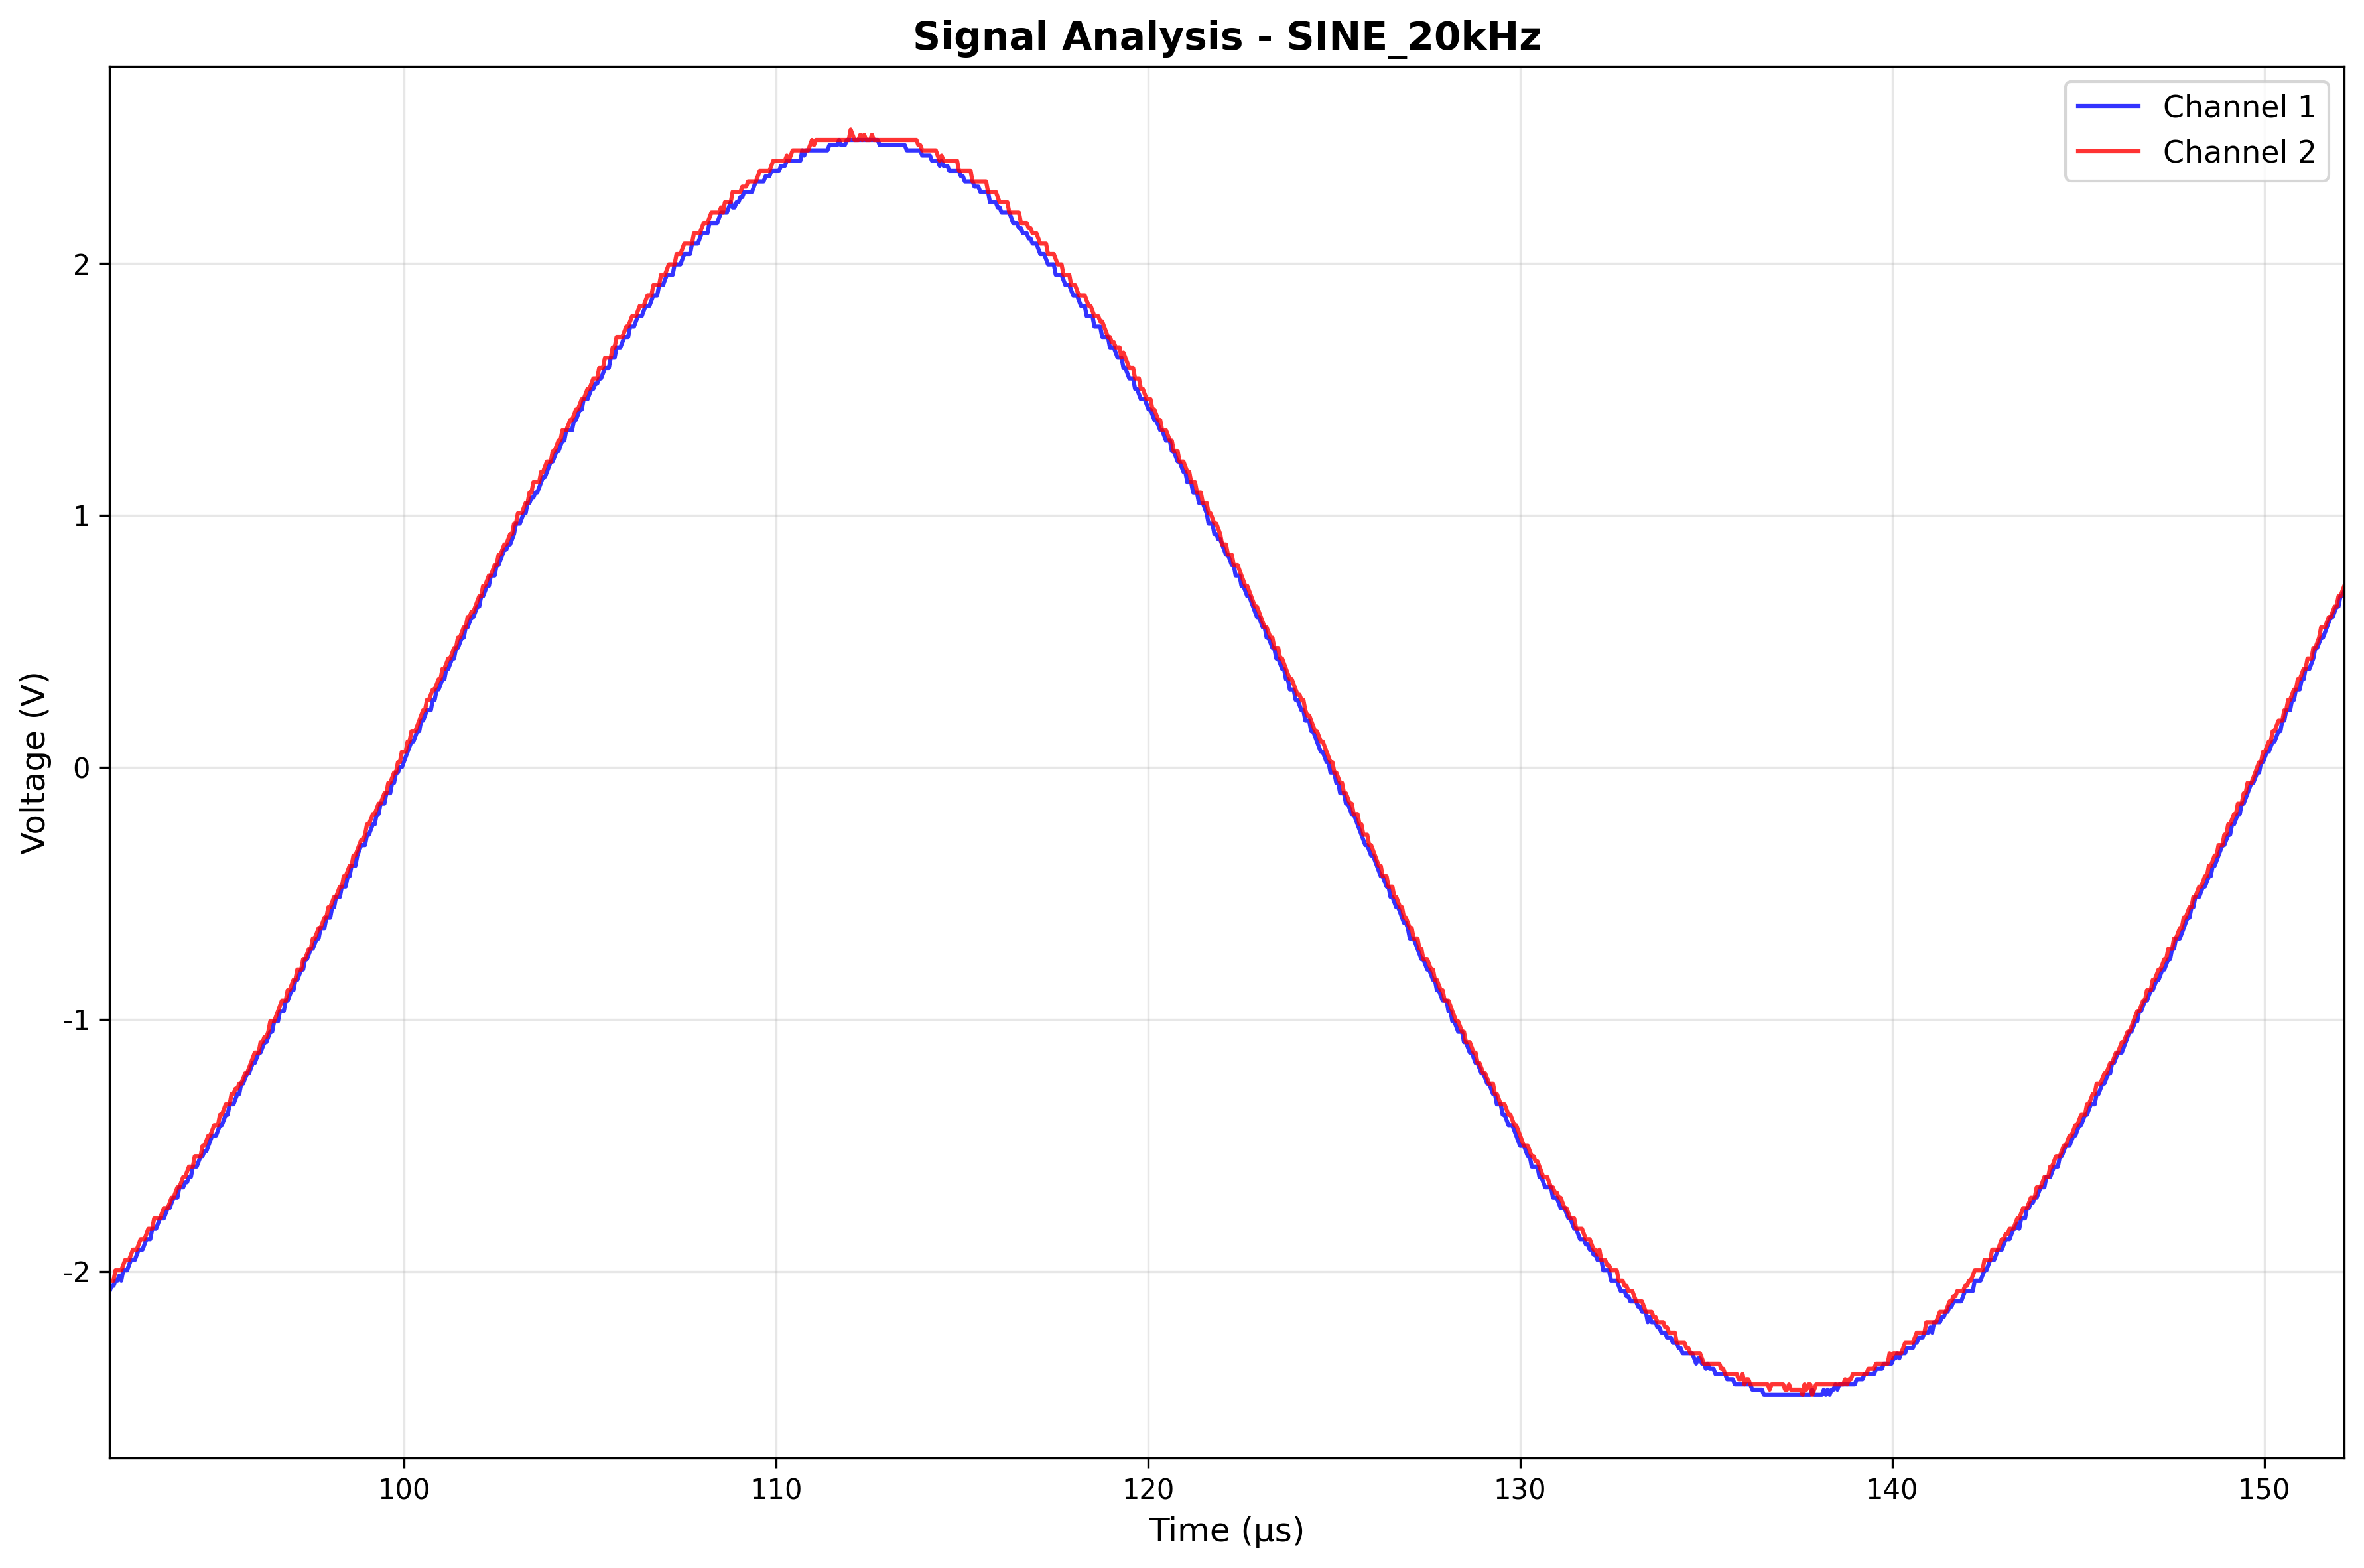 Signal Analysis - SINE_20kHz
Channel 1
Channel 2
Voltage (V)
2
1
0
-1
-2
100
110
120
130
140
150
Time (µs)